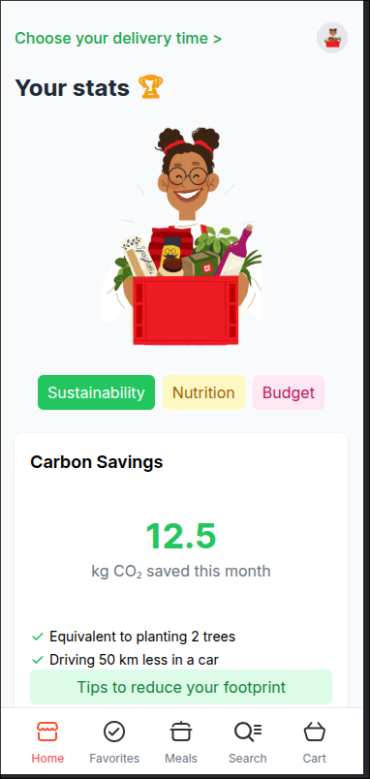 Choose your delivery time >
Your stats 🏆
Sustainability Nutrition Budget
Carbon Savings
12.5
kg CO₂ saved this month
✓ Equivalent to planting 2 trees
✓ Driving 50 km less in a car
Tips to reduce your footprint
Home Favorites Meals Search Cart